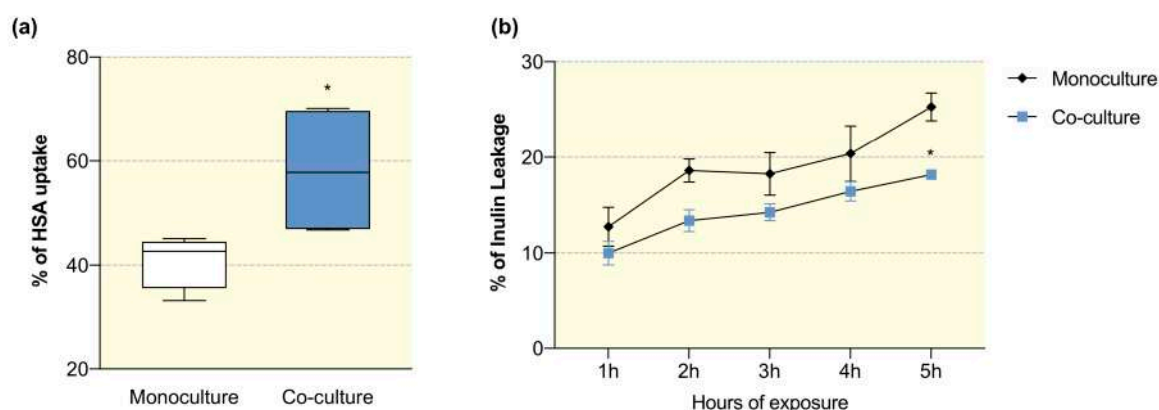 (a)
80
60
40
20
% of HSA uptake
*
Monoculture
Co-culture
(b)
30
20
10
0
% of Inulin Leakage
*
1h
2h
3h
4h
5h
Hours of exposure
Monoculture
Co-culture